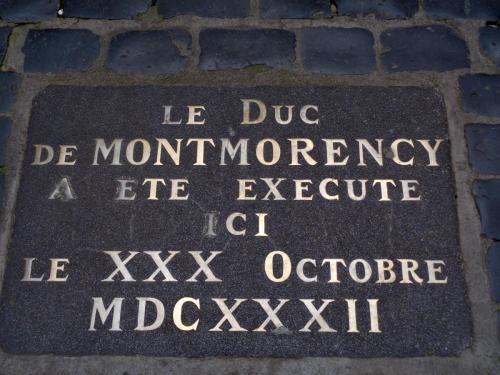 LE DUC
DE MONTMORENCY
A ETE EXECUTE
ICI
LE XXX OCTOBRE
MDCXXXII